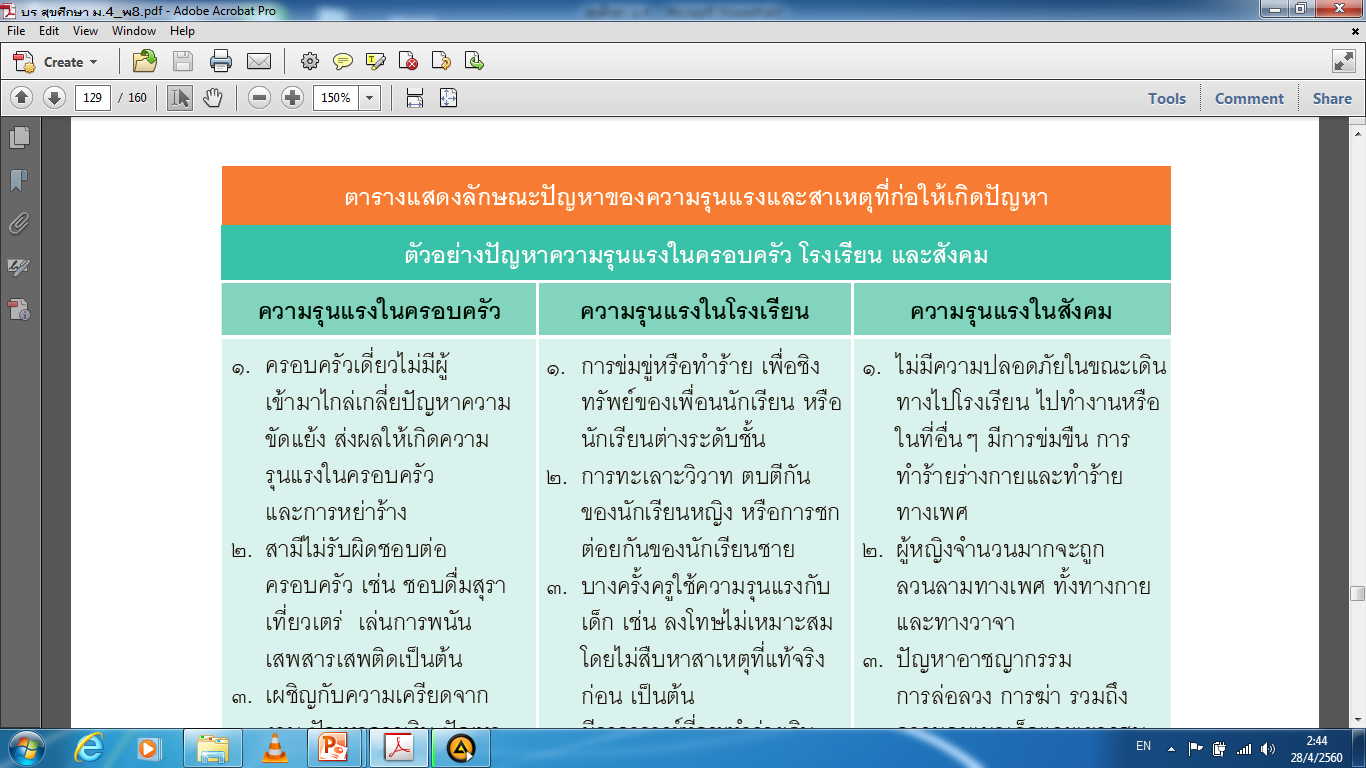 บร สุขศึกษา ม.4_พ8.pdf - Adobe Acrobat Pro
File Edit View Window Help
Create
129 / 160 150% Tools Comment Share
ตารางแสดงลักษณะปัญหาของความรุนแรงและสาเหตุที่ก่อให้เกิดปัญหา
ตัวอย่างปัญหาความรุนแรงในครอบครัว โรงเรียน และสังคม
ความรุนแรงในครอบครัว
๑. ครอบครัวเดี่ยวไม่มีผู้
เข้ามาไกล่เกลี่ยปัญหาความ
ขัดแย้ง ส่งผลให้เกิดความ
รุนแรงในครอบครัว
และการหย่าร้าง
๒. สามีไม่รับผิดชอบต่อ
ครอบครัว เช่น ชอบดื่มสุรา
เที่ยวเตร่ เล่นการพนัน
เสพสารเสพติดเป็นต้น
๓. เผชิญกับความเครียดจาก
ความรุนแรงในโรงเรียน
๑. การข่มขู่หรือทำร้าย เพื่อชิง
ทรัพย์ของเพื่อนนักเรียน หรือ
นักเรียนต่างระดับชั้น
๒. การทะเลาะวิวาท ตบตีกัน
ของนักเรียนหญิง หรือการชก
ต่อยกันของนักเรียนชาย
๓. บางครั้งครูใช้ความรุนแรงกับ
เด็ก เช่น ลงโทษไม่เหมาะสม
โดยไม่สืบหาสาเหตุที่แท้จริง
ก่อน เป็นต้น
ความรุนแรงในสังคม
๑. ไม่มีความปลอดภัยในขณะเดิน
ทางไปโรงเรียน ไปทำงานหรือ
ในที่อื่นๆ มีการข่มขืน การ
ทำร้ายร่างกายและทำร้าย
ทางเพศ
๒. ผู้หญิงจำนวนมากจะถูก
ลวนลามทางเพศ ทั้งทางกาย
และทางวาจา
๓. ปัญหาอาชญากรรม
การล่อลวง การฆ่า รวมถึง
EN 2:44
28/4/2560